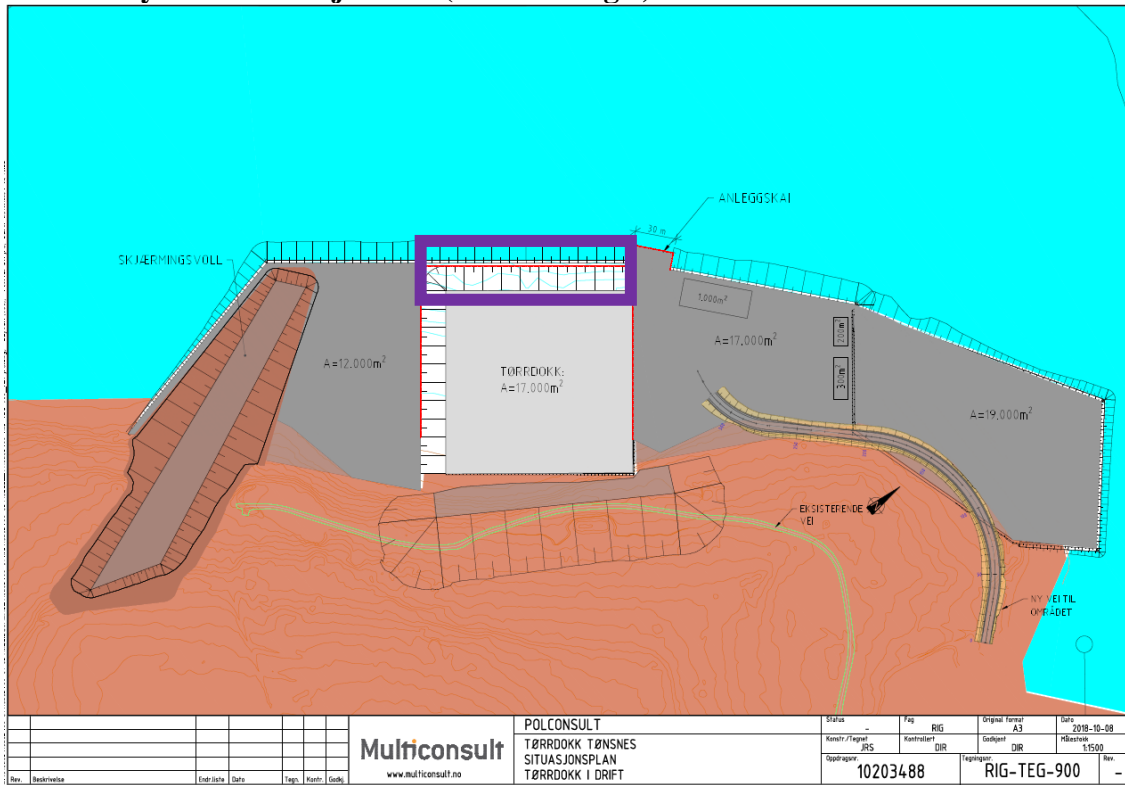 ANLEGGSKAI
30 m
SKJÆRMINGSVOLL
1,000m²
200m²
A=17,000m²
A=12,000m²
TØRRDOKK:
A=17,000m²
300m²
A=19,000m²
EKSISTERENDE
VEI
NY VEI TIL
OMRÅDET
Rev. Beskrivelse Endr.liste Dato Tegn. Kontr. Godkj.
Multiconsult
www.multiconsult.no
POLCONSULT
TØRRDOKK TØNSNES
SITUASJONSPLAN
TØRRDOKK I DRIFT
Status - Fag RIG Original format A3 Dato 2018-10-08
Konstr./Tegnet JRS Kontrollert DIR Godkjent DIR Målestokk 1:1500
Oppdragsnr. 10203488 Tegningsnr. RIG-TEG-900 Rev. -